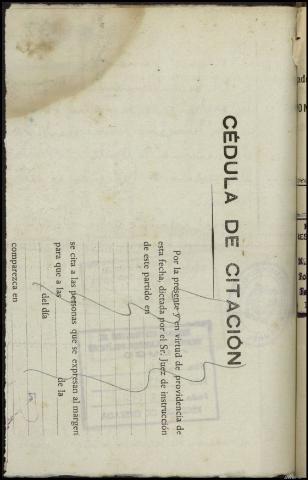 CÉDULA DE CITACIÓN
Por la presente y en virtud de providencia de
esta fecha, dictada por el Sr. Juez de instrucción
de este partido en
se cita a las personas que se expresan al margen
para que a las de la
del día
comparezca en